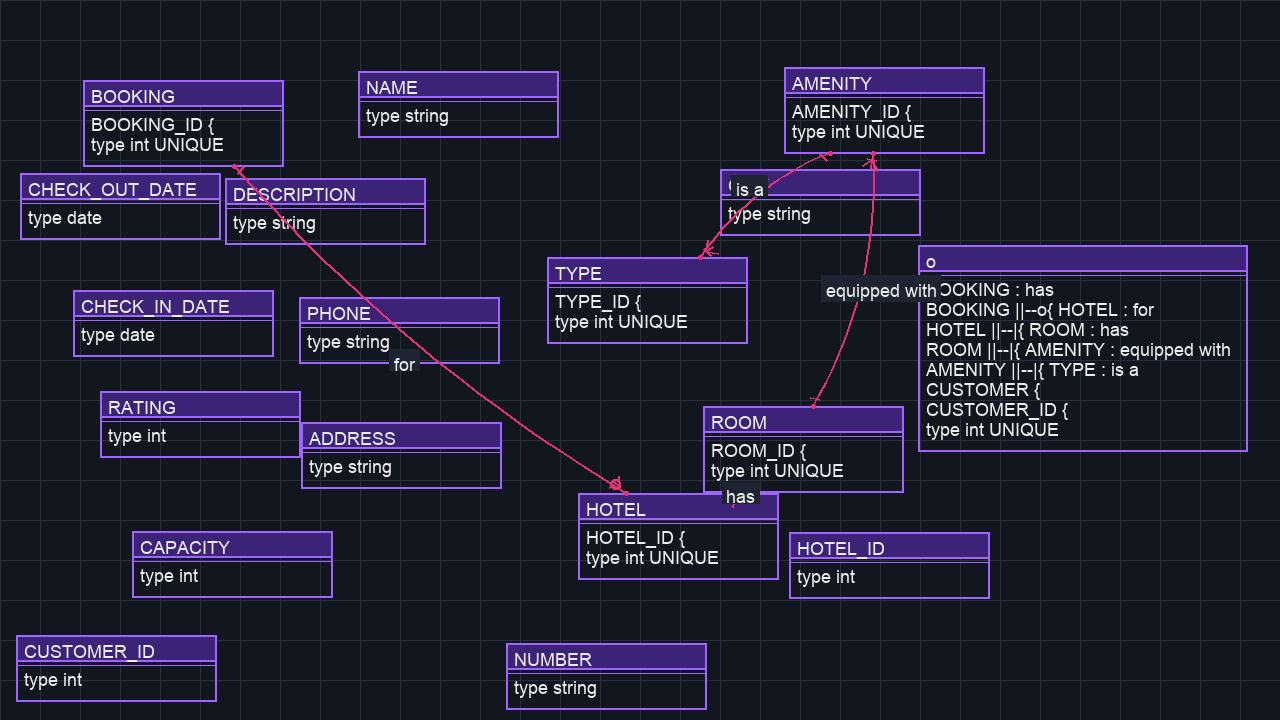 BOOKING
BOOKING_ID {
type int UNIQUE
NAME
type string
AMENITY
AMENITY_ID {
type int UNIQUE
CHECK_OUT_DATE
type date
DESCRIPTION
type string
is a
type string
TYPE
TYPE_ID {
type int UNIQUE
o
OOKING : has
BOOKING ||--o{ HOTEL : for
HOTEL ||--|{ ROOM : has
ROOM ||--|{ AMENITY : equipped with
AMENITY ||--|{ TYPE : is a
CUSTOMER {
CUSTOMER_ID {
type int UNIQUE
equipped with
CHECK_IN_DATE
type date
PHONE
type string
for
RATING
type int
ADDRESS
type string
ROOM
ROOM_ID {
type int UNIQUE
has
HOTEL
HOTEL_ID {
type int UNIQUE
HOTEL_ID
type int
CAPACITY
type int
CUSTOMER_ID
type int
NUMBER
type string